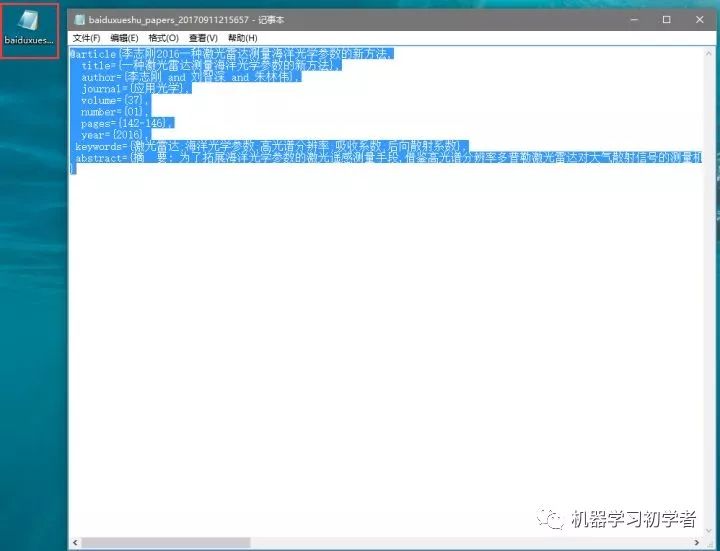 baiduxues...
baiduxueshu_papers_20170911215657 - 记事本
文件(F) 编辑(E) 格式(O) 查看(V) 帮助(H)
@article{李志刚2016一种激光雷达测量海洋光学参数的新方法,
title={一种激光雷达测量海洋光学参数的新方法},
author={李志刚 and 刘智深 and 朱林伟},
journal={应用光学},
volume={37},
number={01},
pages={142-146},
year={2016},
keywords={激光雷达,海洋光学参数,高光谱分辨率,吸收系数,后向散射系数},
abstract={摘 要: 为了拓展海洋光学参数的激光遥感测量手段,借鉴高光谱分辨率多普勒激光雷达对大气散射信号的测量机
}
机器学习初学者